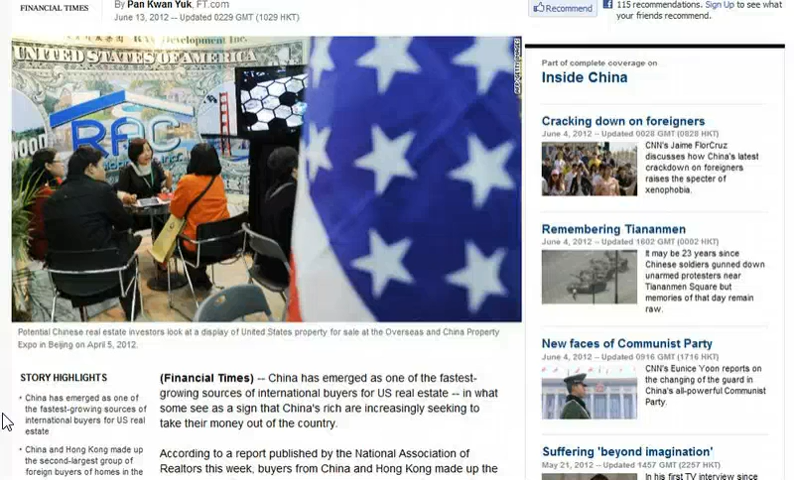 FINANCIAL TIMES
By Pan Kwan Yuk, FT.com
June 13, 2012 -- Updated 0229 GMT (1029 HKT)
Recommend
115 recommendations. Sign Up to see what
your friends recommend.
UNITED STATES OF AMERICA
RAC
Potential Chinese real estate investors look at a display of United States property for sale at the Overseas and China Property
Expo in Beijing on April 5, 2012.
STORY HIGHLIGHTS
China has emerged as one of
the fastest-growing sources of
international buyers for US real
estate
China and Hong Kong made up
the second-largest group of
foreign buyers of homes in the
(Financial Times) -- China has emerged as one of the fastest-
growing sources of international buyers for US real estate -- in what
some see as a sign that China's rich are increasingly seeking to
take their money out of the country.
According to a report published by the National Association of
Realtors this week, buyers from China and Hong Kong made up the
Part of complete coverage on
Inside China
Cracking down on foreigners
June 4, 2012 -- Updated 0028 GMT (0828 HKT)
CNN's Jaime FlorCruz
discusses how China's latest
crackdown on foreigners
raises the specter of
xenophobia.
Remembering Tiananmen
June 4, 2012 -- Updated 1602 GMT (0002 HKT)
It may be 23 years since
Chinese soldiers gunned down
unarmed protesters near
Tiananmen Square but
memories of that day remain
raw.
New faces of Communist Party
June 4, 2012 -- Updated 0916 GMT (1716 HKT)
CNN's Eunice Yoon reports on
the changing of the guard in
China's all-powerful Communist
Party.
Suffering 'beyond imagination'
May 21, 2012 -- Updated 1457 GMT (2257 HKT)
In his first TV interview since